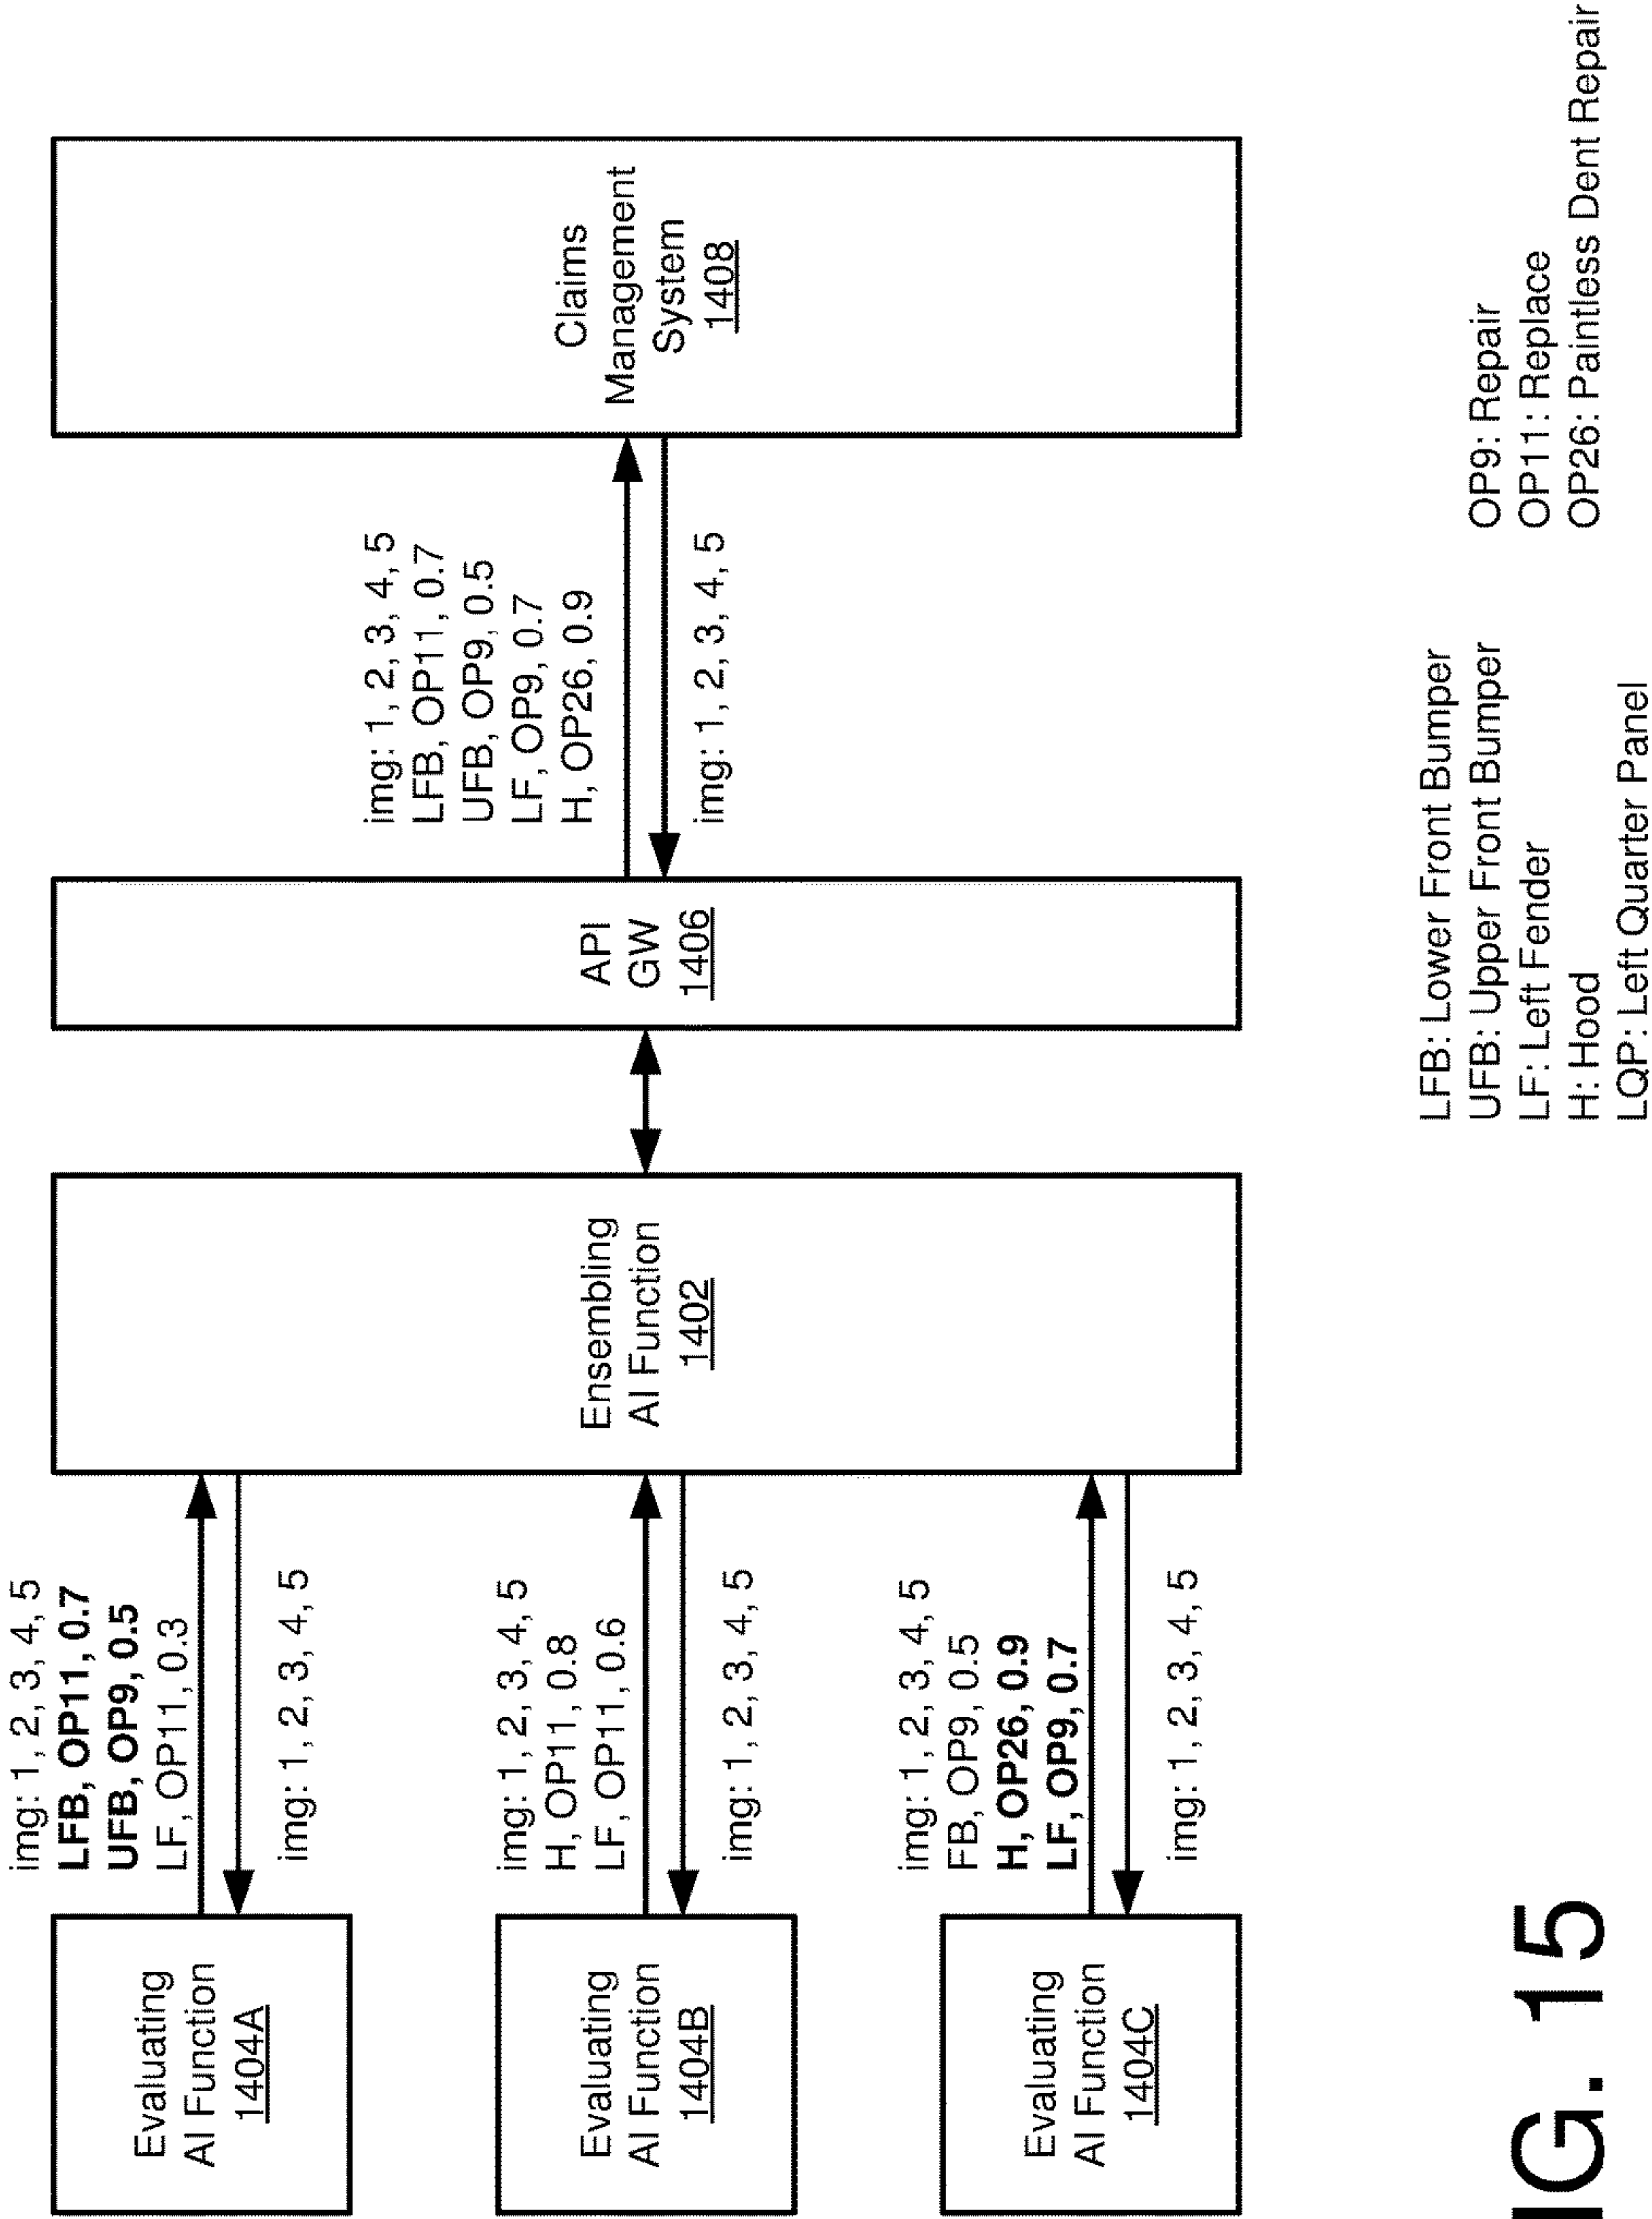 img: 1, 2, 3, 4, 5
LFB, OP11, 0.7
UFB, OP9, 0.5
LF, OP11, 0.3
Evaluating
AI Function
1404A
img: 1, 2, 3, 4, 5
img: 1, 2, 3, 4, 5
H, OP11, 0.8
LF, OP11, 0.6
Evaluating
AI Function
1404B
img: 1, 2, 3, 4, 5
img: 1, 2, 3, 4, 5
FB, OP9, 0.5
H, OP26, 0.9
LF, OP9, 0.7
Evaluating
AI Function
1404C
img: 1, 2, 3, 4, 5
Ensembling
AI Function
1402
API
GW
1406
img: 1, 2, 3, 4, 5
LFB, OP11, 0.7
UFB, OP9, 0.5
LF, OP9, 0.7
H, OP26, 0.9
img: 1, 2, 3, 4, 5
Claims
Management
System
1408
LFB: Lower Front Bumper
UFB: Upper Front Bumper
LF: Left Fender
H: Hood
LQP: Left Quarter Panel
OP9: Repair
OP11: Replace
OP26: Paintless Dent Repair
IG. 15